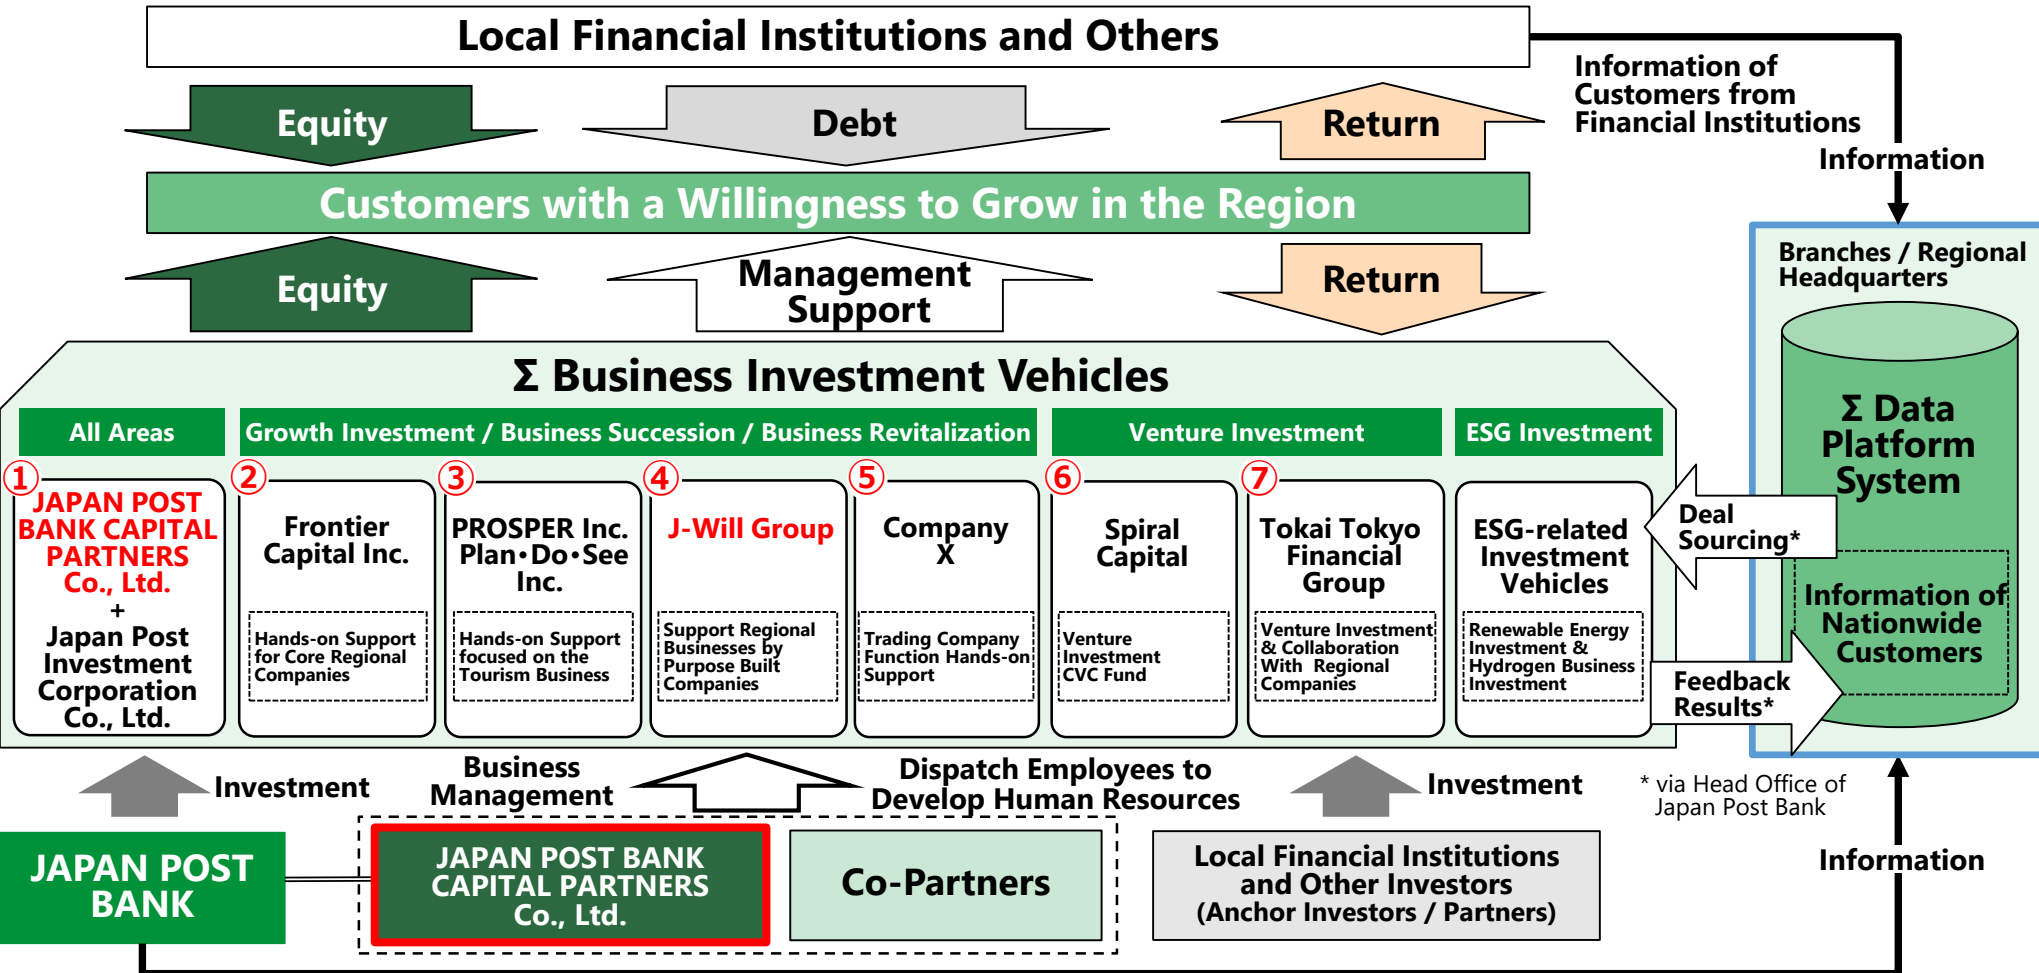 Local Financial Institutions and Others
Equity
Debt
Return
Information of
Customers from
Financial Institutions
Information
Customers with a Willingness to Grow in the Region
Equity
Management
Support
Return
Branches / Regional
Headquarters
Σ Data
Platform
System
Information of
Nationwide
Customers
Σ Business Investment Vehicles
All Areas
Growth Investment / Business Succession / Business Revitalization
Venture Investment
ESG Investment
①
JAPAN POST
BANK CAPITAL
PARTNERS
Co., Ltd.
+
Japan Post
Investment
Corporation
Co., Ltd.
②
Frontier
Capital Inc.
Hands-on Support
for Core Regional
Companies
③
PROSPER Inc.
Plan・Do・See
Inc.
Hands-on Support
focused on the
Tourism Business
④
J-Will Group
Support Regional
Businesses by
Purpose Built
Companies
⑤
Company
X
Trading Company
Function Hands-on
Support
⑥
Spiral
Capital
Venture
Investment
CVC Fund
⑦
Tokai Tokyo
Financial
Group
Venture Investment
& Collaboration
With Regional
Companies
ESG-related
Investment
Vehicles
Renewable Energy
Investment &
Hydrogen Business
Investment
Deal
Sourcing*
Feedback
Results*
Investment
Business
Management
Dispatch Employees to
Develop Human Resources
Investment
* via Head Office of
Japan Post Bank
JAPAN POST
BANK
JAPAN POST BANK
CAPITAL PARTNERS
Co., Ltd.
Co-Partners
Local Financial Institutions
and Other Investors
(Anchor Investors / Partners)
Information